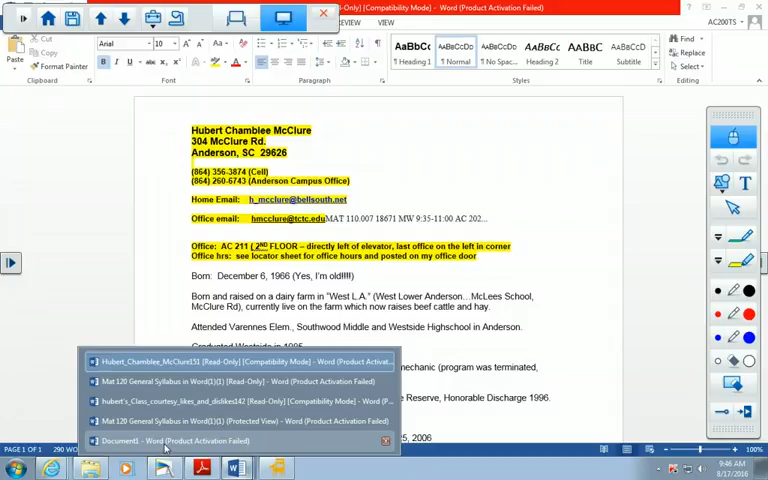 d-Only) [Compatibility Mode] - Word (Product Activation Failed)
VIEW
AC200TS
Cut
Copy
Paste
Format Painter
Clipboard
Arial
10
Font
Paragraph
AaBbCc
AaBbCcDd
AaBbCcDd
AaBbCcDd
AaBbC
AaBbCcDd
¶ Heading 1
¶ Normal
¶ No Spac...
Heading 2
Title
Subtitle
Styles
Find
Replace
Select
Editing
Hubert Chamblee McClure
304 McClure Rd.
Anderson, SC 29626
(864) 356-3874 (Cell)
(864) 260-6743 (Anderson Campus Office)
Home Email: h_mcclure@bellsouth.net
Office email: hmcclure@tctc.eduMAT 110.007 18671 MW 9:35-11:00 AC 202...
Office: AC 211 ( 2ND FLOOR – directly left of elevator, last office on the left in corner
Office hrs: see locator sheet for office hours and posted on my office door
Born: December 6, 1966 (Yes, I'm old!!!!)
Born and raised on a dairy farm in "West L.A." (West Lower Anderson...McLees School,
McClure Rd), currently live on the farm which now raises beef cattle and hay.
Attended Varennes Elem., Southwood Middle and Westside Highschool in Anderson.
Graduated Westside in 1985
mechanic (program was terminated,
e Reserve, Honorable Discharge 1996.
25, 2006
Hubert_Chamblee_McClure151 [Read-Only] [Compatibility Mode] - Word (Product Activat...
Mat 120 General Syllabus in Word(1)(1) [Read-Only] - Word (Product Activation Failed)
hubert's_Class_courtesy_likes_and_dislikes142 [Read-Only] [Compatibility Mode] - Word (P...
Mat 120 General Syllabus in Word(1)(1) (Protected View) - Word (Product Activation Failed)
Document1 - Word (Product Activation Failed)
PAGE 1 OF 1
290 WO
100%
9:46 AM
8/17/2016